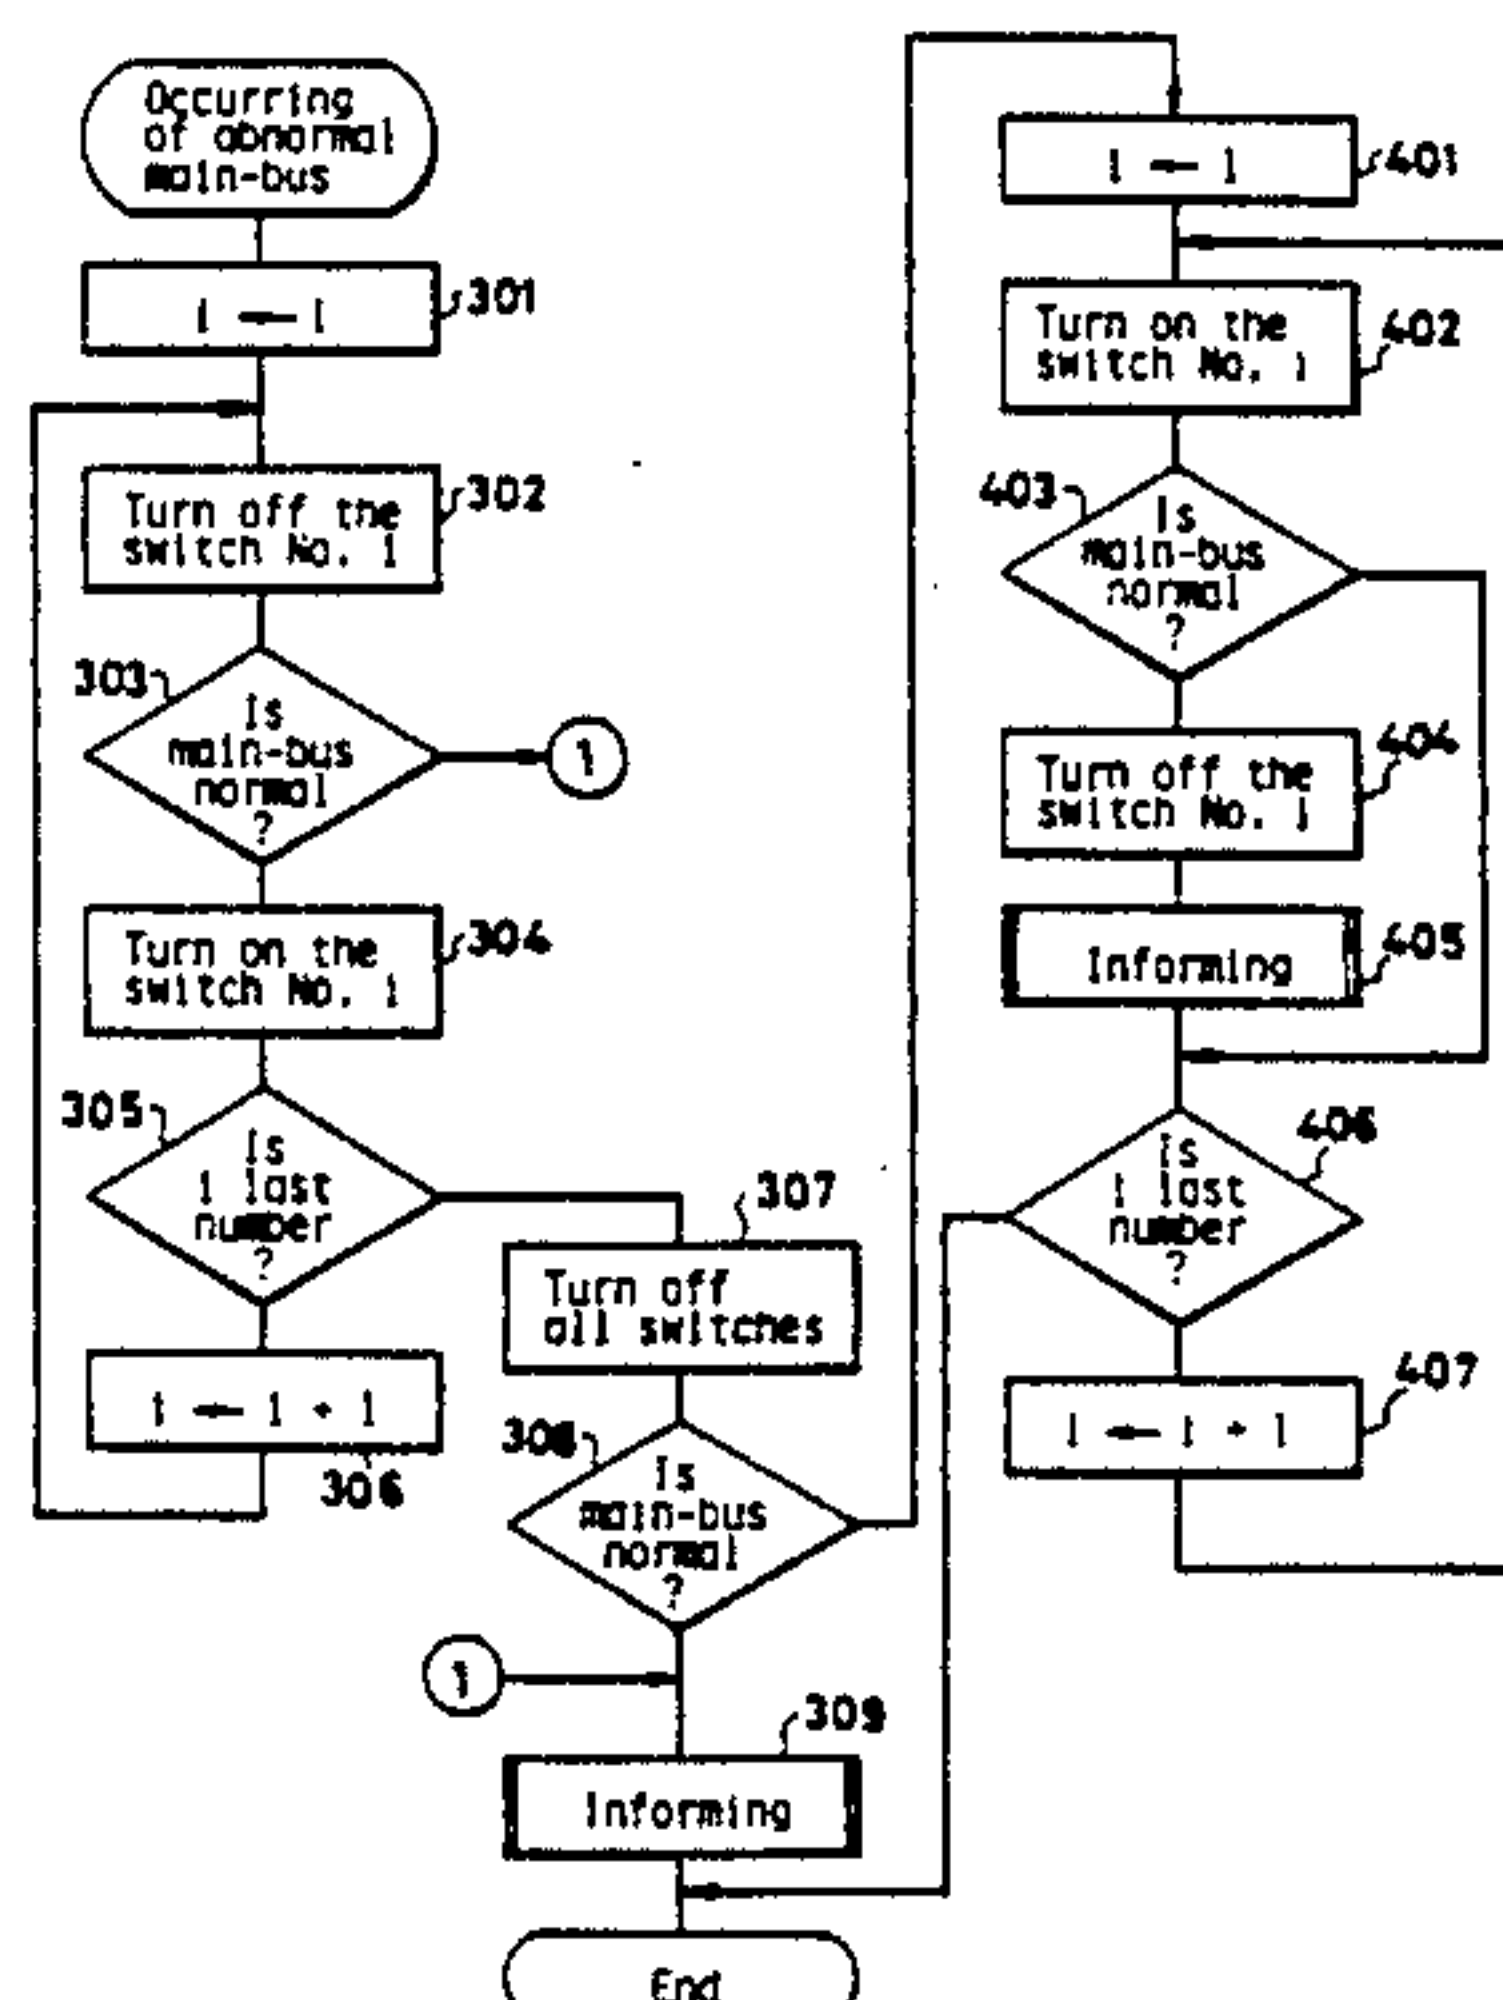 Occurring
of abnormal
main-bus
i ← 1
301
Turn off the
switch No. i
302
303
Is
main-bus
normal
?
1
Turn on the
switch No. i
304
305
Is
i last
number
?
i ← i + 1
306
307
Turn off
all switches
308
Is
main-bus
normal
?
1
309
Informing
End
i ← 1
401
Turn on the
switch No. i
402
403
Is
main-bus
normal
?
Turn off the
switch No. i
404
Informing
405
406
Is
i last
number
?
i ← i + 1
407